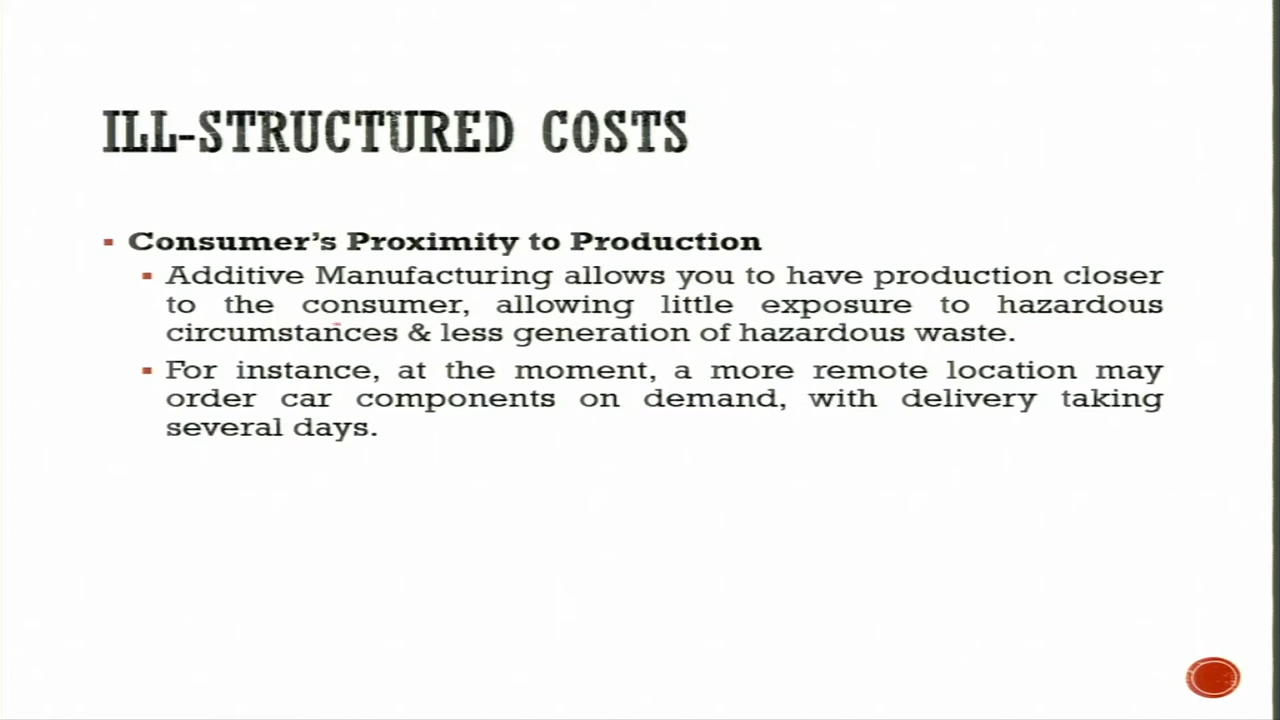 ILL-STRUCTURED COSTS
Consumer's Proximity to Production
Additive Manufacturing allows you to have production closer
to the consumer, allowing little exposure to hazardous
circumstances & less generation of hazardous waste.
For instance, at the moment, a more remote location may
order car components on demand, with delivery taking
several days.